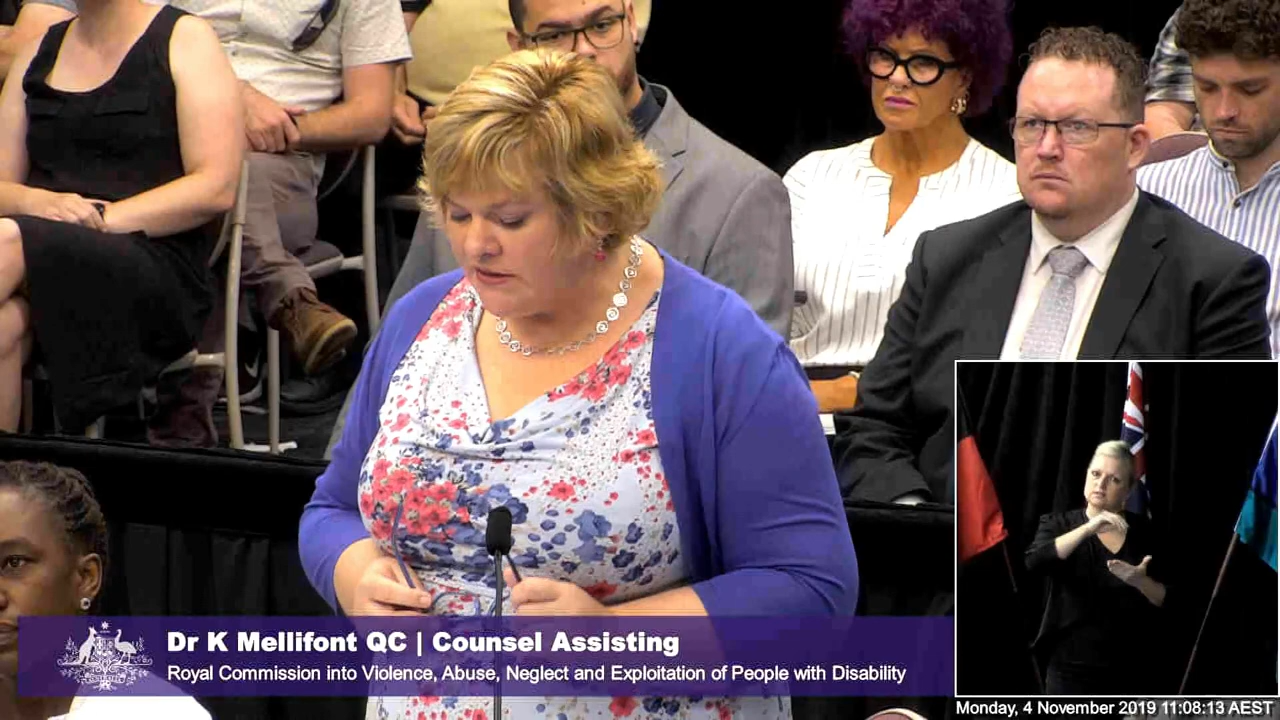 Dr K Mellifont QC | Counsel Assisting
Royal Commission into Violence, Abuse, Neglect and Exploitation of People with Disability
Monday, 4 November 2019 11:08:13 AEST